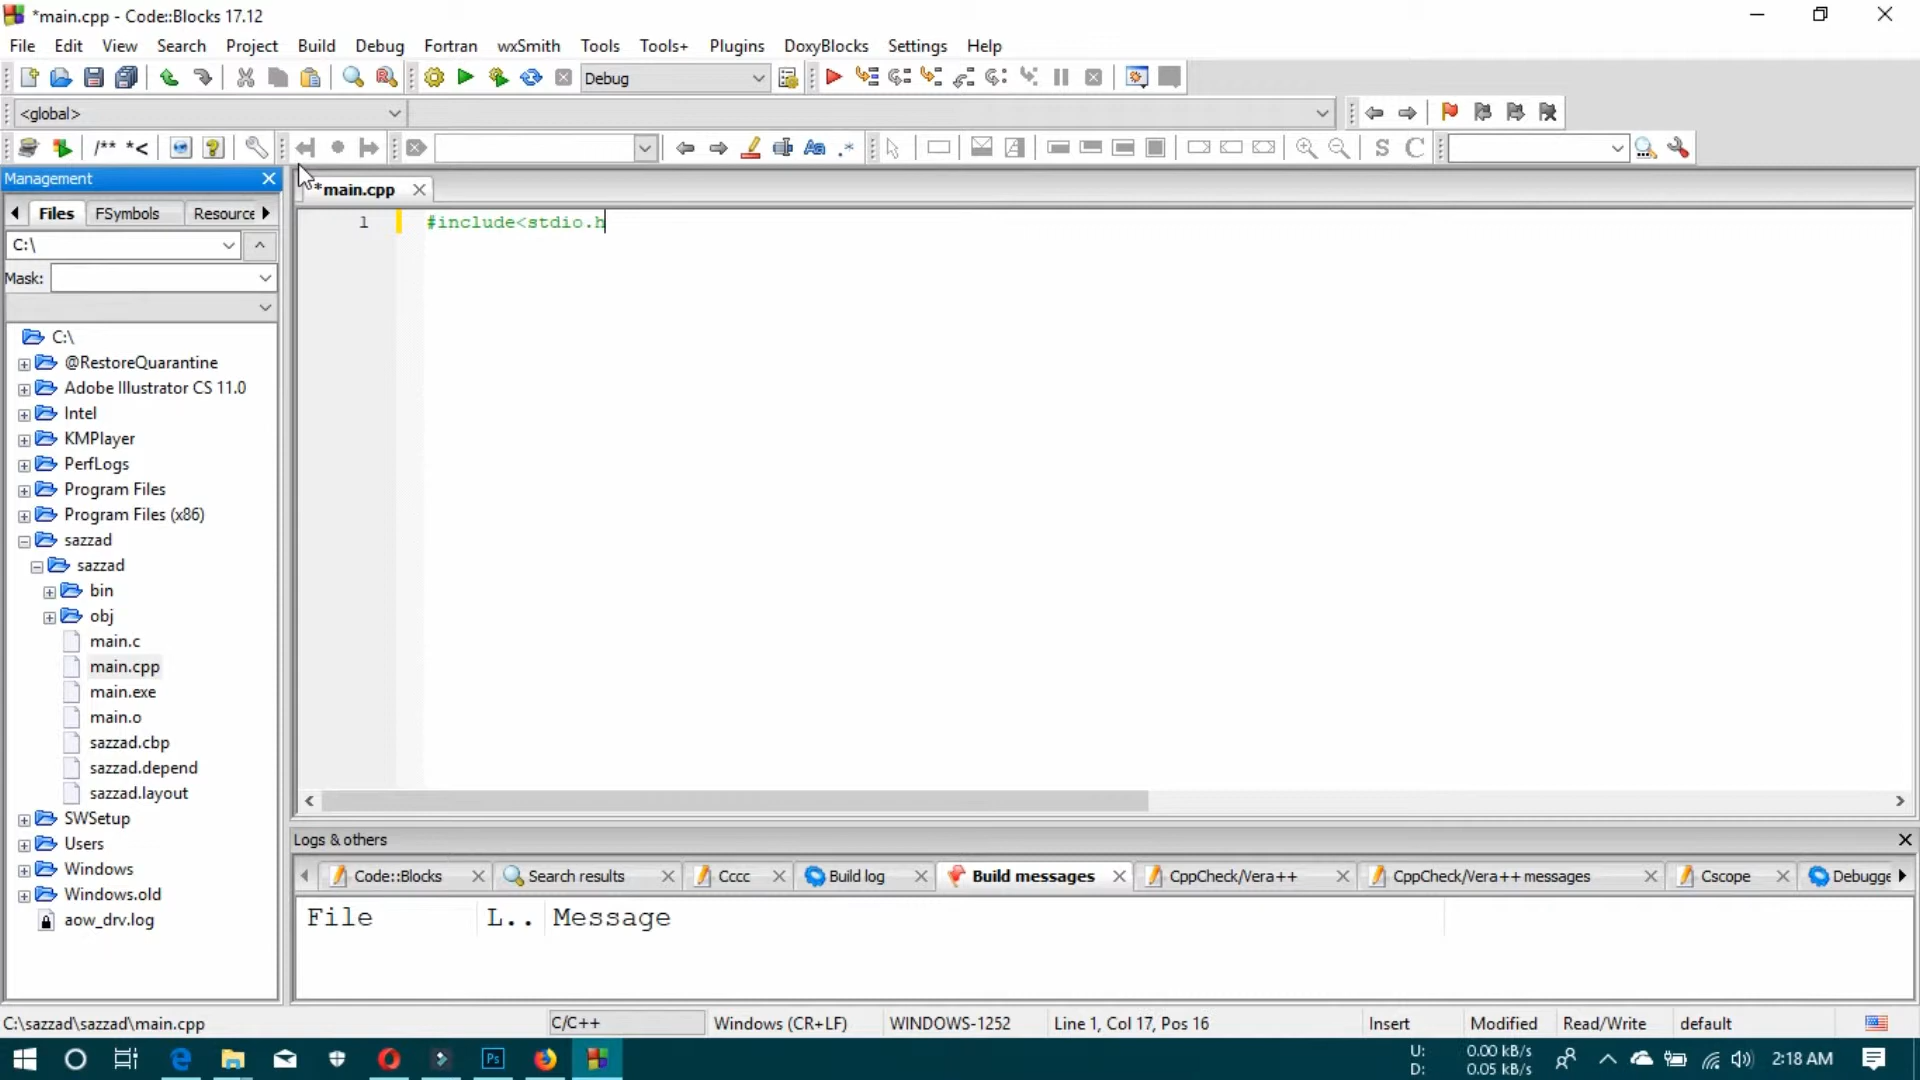 *main.cpp - Code::Blocks 17.12
File Edit View Search Project Build Debug Fortran wxSmith Tools Tools+ Plugins DoxyBlocks Settings Help
Debug
<global>
/** *<
Aa .*
S C
Management
*main.cpp
Files FSymbols Resource
C:\
Mask:
1 #include<stdio.h
C:\
@RestoreQuarantine
Adobe Illustrator CS 11.0
Intel
KMPlayer
PerfLogs
Program Files
Program Files (x86)
sazzad
sazzad
bin
obj
main.c
main.cpp
main.exe
main.o
sazzad.cbp
sazzad.depend
sazzad.layout
SWSetup
Users
Windows
Windows.old
aow_drv.log
Logs & others
Code::Blocks Search results Cccc Build log Build messages CppCheck/Vera++ CppCheck/Vera++ messages Cscope Debugge
File L.. Message
C:\sazzad\sazzad\main.cpp C/C++ Windows (CR+LF) WINDOWS-1252 Line 1, Col 17, Pos 16 Insert Modified Read/Write default
Ps
U: 0.00 kB/s
D: 0.05 kB/s
2:18 AM